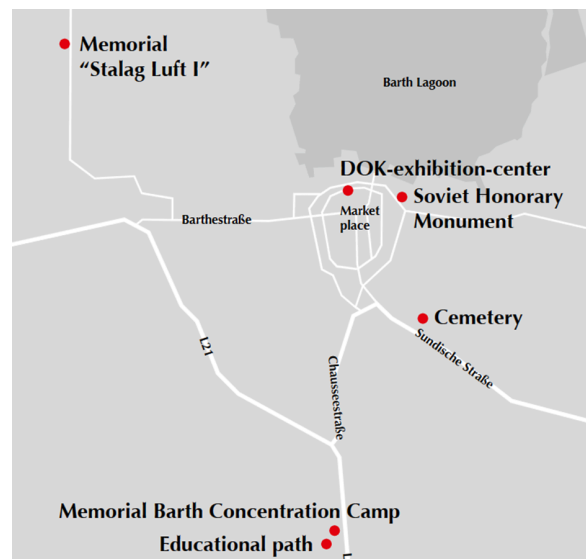 Memorial
“Stalag Luft I”
Barth Lagoon
DOK-exhibition-center
Soviet Honorary
Monument
Market
place
Barthestraße
Cemetery
Sundische Straße
L21
Chausseestraße
Memorial Barth Concentration Camp
Educational path
L